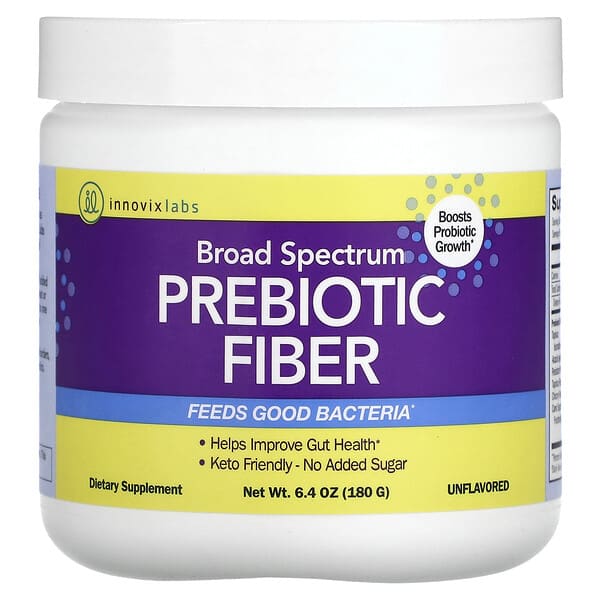 innovixlabs
Boosts
Probiotic
Growth*
Broad Spectrum
PREBIOTIC
FIBER
FEEDS GOOD BACTERIA*
• Helps Improve Gut Health*
• Keto Friendly - No Added Sugar
Dietary Supplement
Net Wt. 6.4 OZ (180 G)
UNFLAVORED